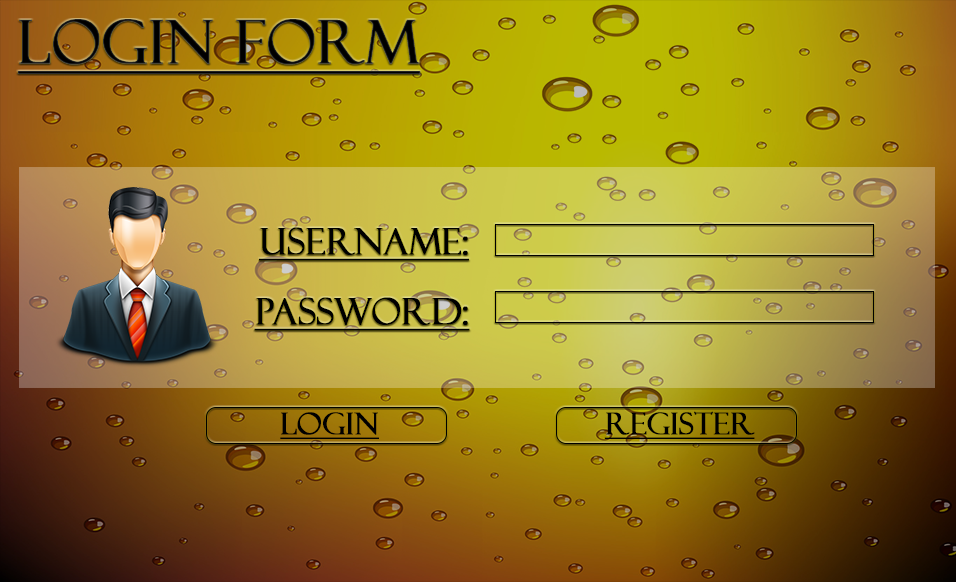 LOGIN FORM
USERNAME:
PASSWORD:
LOGIN
REGISTER